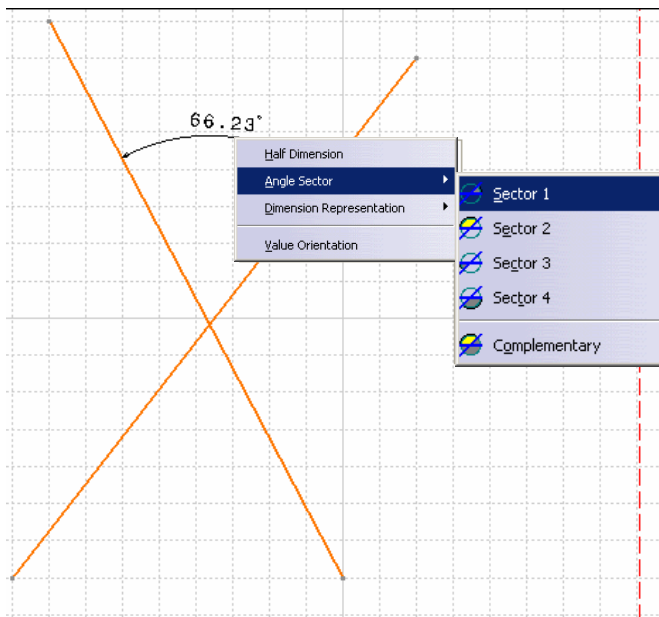 66.23°
Half Dimension
Angle Sector
Dimension Representation
Value Orientation
Sector 1
Sector 2
Sector 3
Sector 4
Complementary